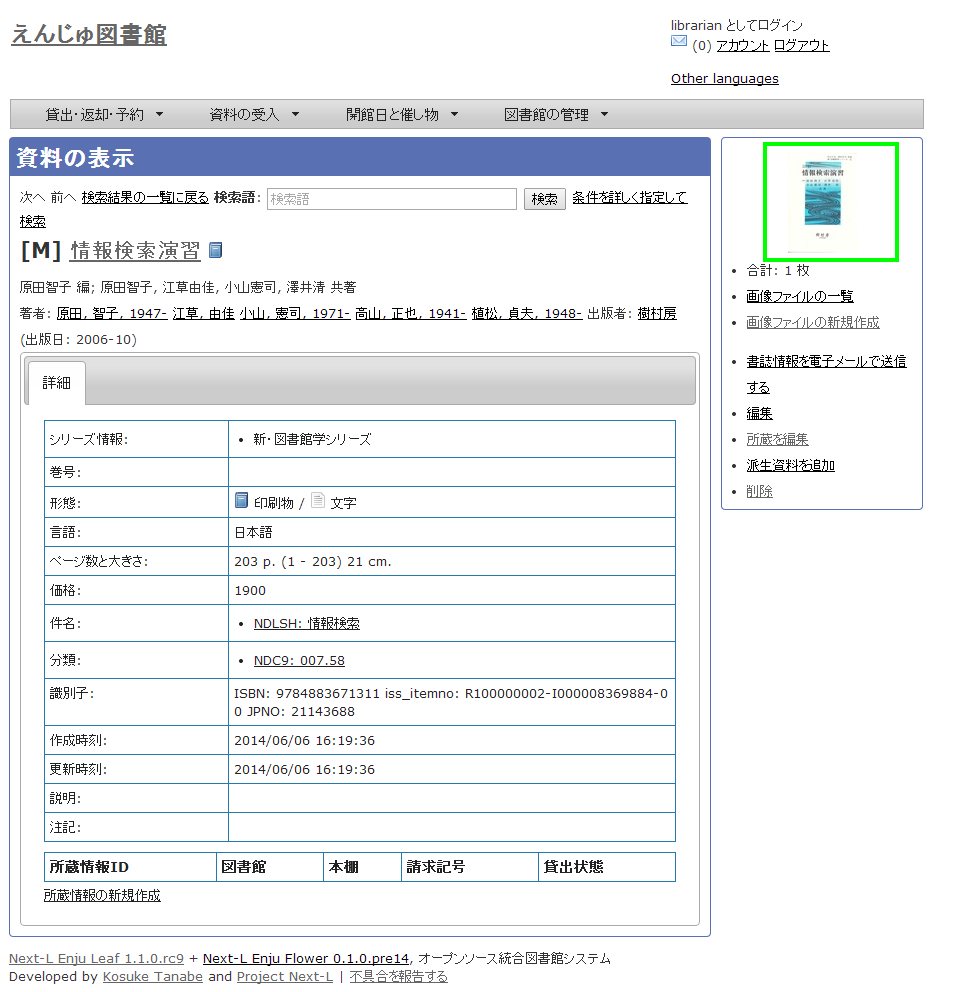 えんじゅ図書館
librarian としてログイン
(0) アカウント ログアウト
Other languages
貸出・返却・予約
資料の受入
開館日と催し物
図書館の管理
資料の表示
次へ 前へ 検索結果の一覧に戻る 検索語: 検索語 検索 条件を詳しく指定して
検索
[M] 情報検索演習
原田智子 編; 原田智子, 江草由佳, 小山憲司, 澤井清 共著
著者: 原田, 智子, 1947- 江草, 由佳 小山, 憲司, 1971- 高山, 正也, 1941- 植松, 貞夫, 1948- 出版者: 樹村房
(出版日: 2006-10)
詳細
シリーズ情報: • 新・図書館学シリーズ
巻号:
形態: 印刷物 / 文字
言語: 日本語
ページ数と大きさ: 203 p. (1 - 203) 21 cm.
価格: 1900
件名: • NDLSH: 情報検索
分類: • NDC9: 007.58
識別子: ISBN: 9784883671311 iss_itemno: R100000002-I000008369884-0
0 JPNO: 21143688
作成時刻: 2014/06/06 16:19:36
更新時刻: 2014/06/06 16:19:36
説明:
注記:
所蔵情報ID 図書館 本棚 請求記号 貸出状態
所蔵情報の新規作成
情報検索演習
• 合計: 1 枚
• 画像ファイルの一覧
• 画像ファイルの新規作成
• 書誌情報を電子メールで送信
する
• 編集
• 所蔵を編集
• 派生資料を追加
• 削除
Next-L Enju Leaf 1.1.0.rc9 + Next-L Enju Flower 0.1.0.pre14, オープンソース統合図書館システム
Developed by Kosuke Tanabe and Project Next-L | 不具合を報告する